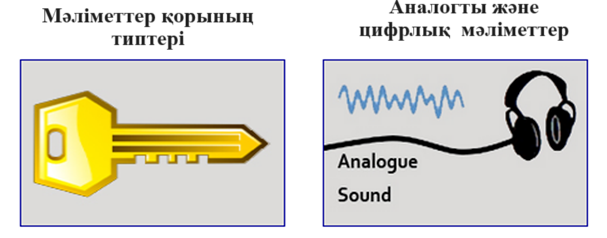 Мәліметтер қорының
типтері
Аналогты және
цифрлық мәліметтер
Analogue
Sound